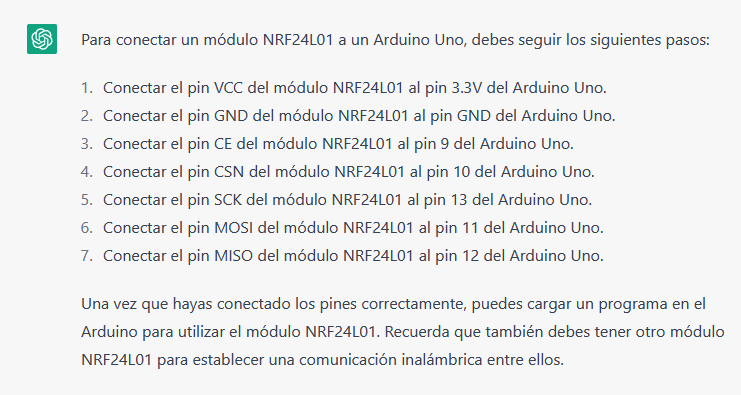 Para conectar un módulo NRF24L01 a un Arduino Uno, debes seguir los siguientes pasos:
1. Conectar el pin VCC del módulo NRF24L01 al pin 3.3V del Arduino Uno.
2. Conectar el pin GND del módulo NRF24L01 al pin GND del Arduino Uno.
3. Conectar el pin CE del módulo NRF24L01 al pin 9 del Arduino Uno.
4. Conectar el pin CSN del módulo NRF24L01 al pin 10 del Arduino Uno.
5. Conectar el pin SCK del módulo NRF24L01 al pin 13 del Arduino Uno.
6. Conectar el pin MOSI del módulo NRF24L01 al pin 11 del Arduino Uno.
7. Conectar el pin MISO del módulo NRF24L01 al pin 12 del Arduino Uno.
Una vez que hayas conectado los pines correctamente, puedes cargar un programa en el
Arduino para utilizar el módulo NRF24L01. Recuerda que también debes tener otro módulo
NRF24L01 para establecer una comunicación inalámbrica entre ellos.